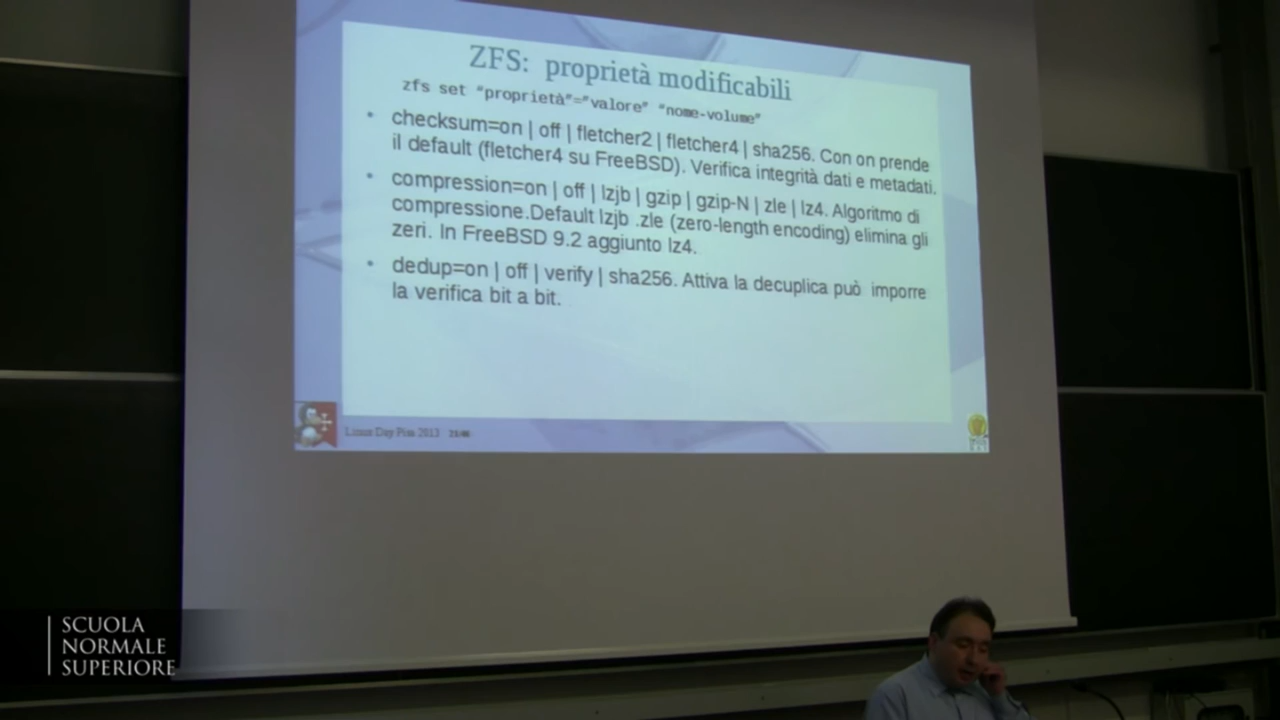 ZFS: proprietà modificabili
zfs set “proprietà”=”valore” “nome-volume”
• checksum=on | off | fletcher2 | fletcher4 | sha256. Con on prende
il default (fletcher4 su FreeBSD). Verifica integrità dati e metadati.
• compression=on | off | lzjb | gzip | gzip-N | zle | lz4. Algoritmo di
compressione.Default lzjb .zle (zero-length encoding) elimina gli
zeri. In FreeBSD 9.2 aggiunto lz4.
• dedup=on | off | verify | sha256. Attiva la decuplica può imporre
la verifica bit a bit.
Linux Day Pisa 2013
SCUOLA
NORMALE
SUPERIORE